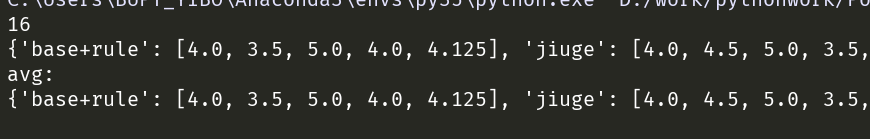 C:\Users\BUPT_YIBO\Anaconda3\envs\py35\python.exe "D:/work/pythonwork/Po
16
{'base+rule': [4.0, 3.5, 5.0, 4.0, 4.125], 'jiuge': [4.0, 4.5, 5.0, 3.5,
avg:
{'base+rule': [4.0, 3.5, 5.0, 4.0, 4.125], 'jiuge': [4.0, 4.5, 5.0, 3.5,